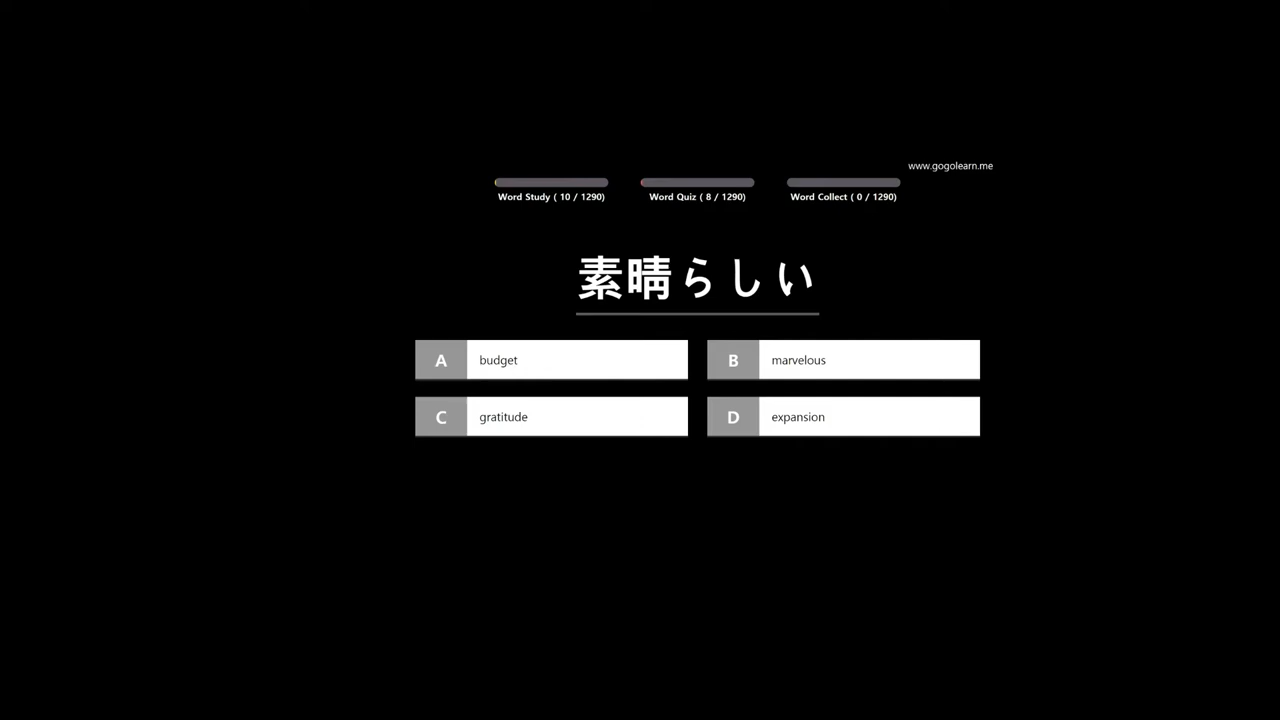 www.gogolearn.me
Word Study ( 10 / 1290)
Word Quiz ( 8 / 1290)
Word Collect ( 0 / 1290)
素晴らしい
A budget
B marvelous
C gratitude
D expansion